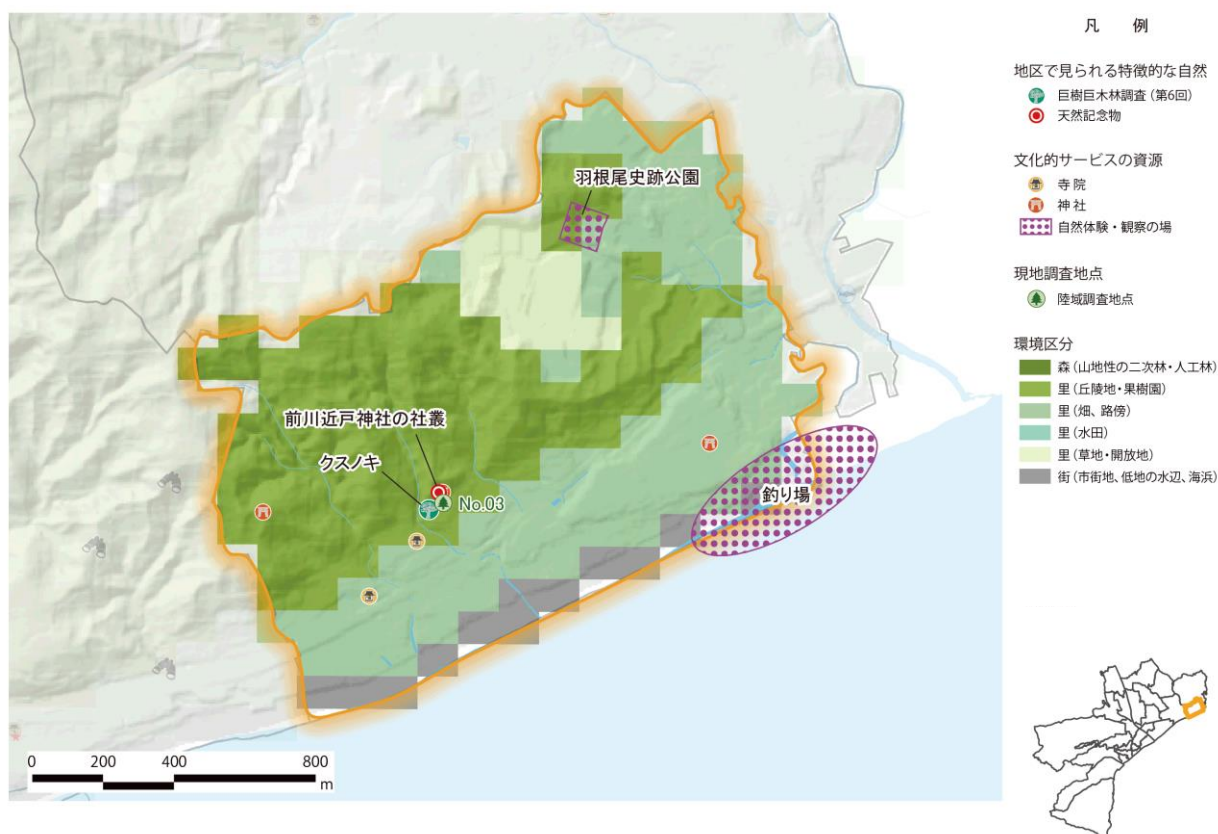 羽根尾史跡公園
前川近戸神社の社叢
クスノキ
No.03
釣り場
0 200 400 800
m
凡 例
地区で見られる特徴的な自然
巨樹巨木林調査(第6回)
天然記念物
文化的サービスの資源
寺院
神社
自然体験・観察の場
現地調査地点
陸域調査地点
環境区分
森(山地性の二次林・人工林)
里(丘陵地・果樹園)
里(畑、路傍)
里(水田)
里(草地・開放地)
街(市街地、低地の水辺、海浜)